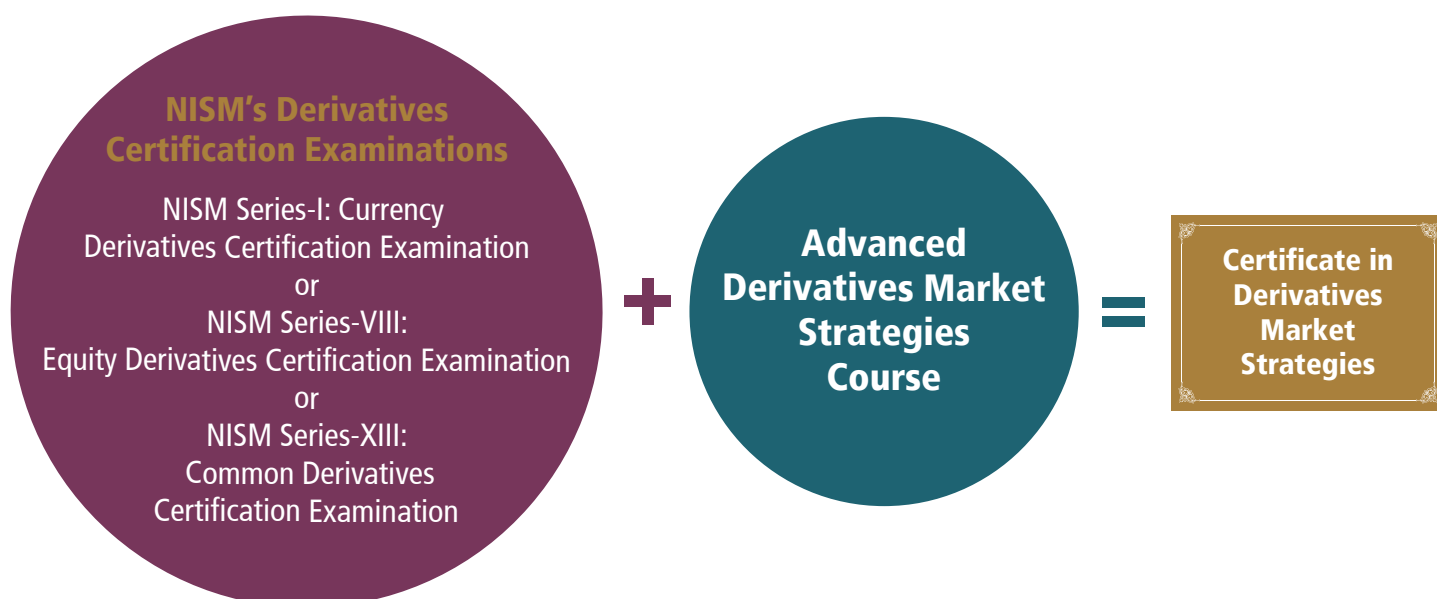 NISM's Derivatives
Certification Examinations
NISM Series-I: Currency
Derivatives Certification Examination
or
NISM Series-VIII:
Equity Derivatives Certification Examination
or
NISM Series-XIII:
Common Derivatives
Certification Examination
+
Advanced
Derivatives Market
Strategies
Course
=
Certificate in
Derivatives
Market
Strategies